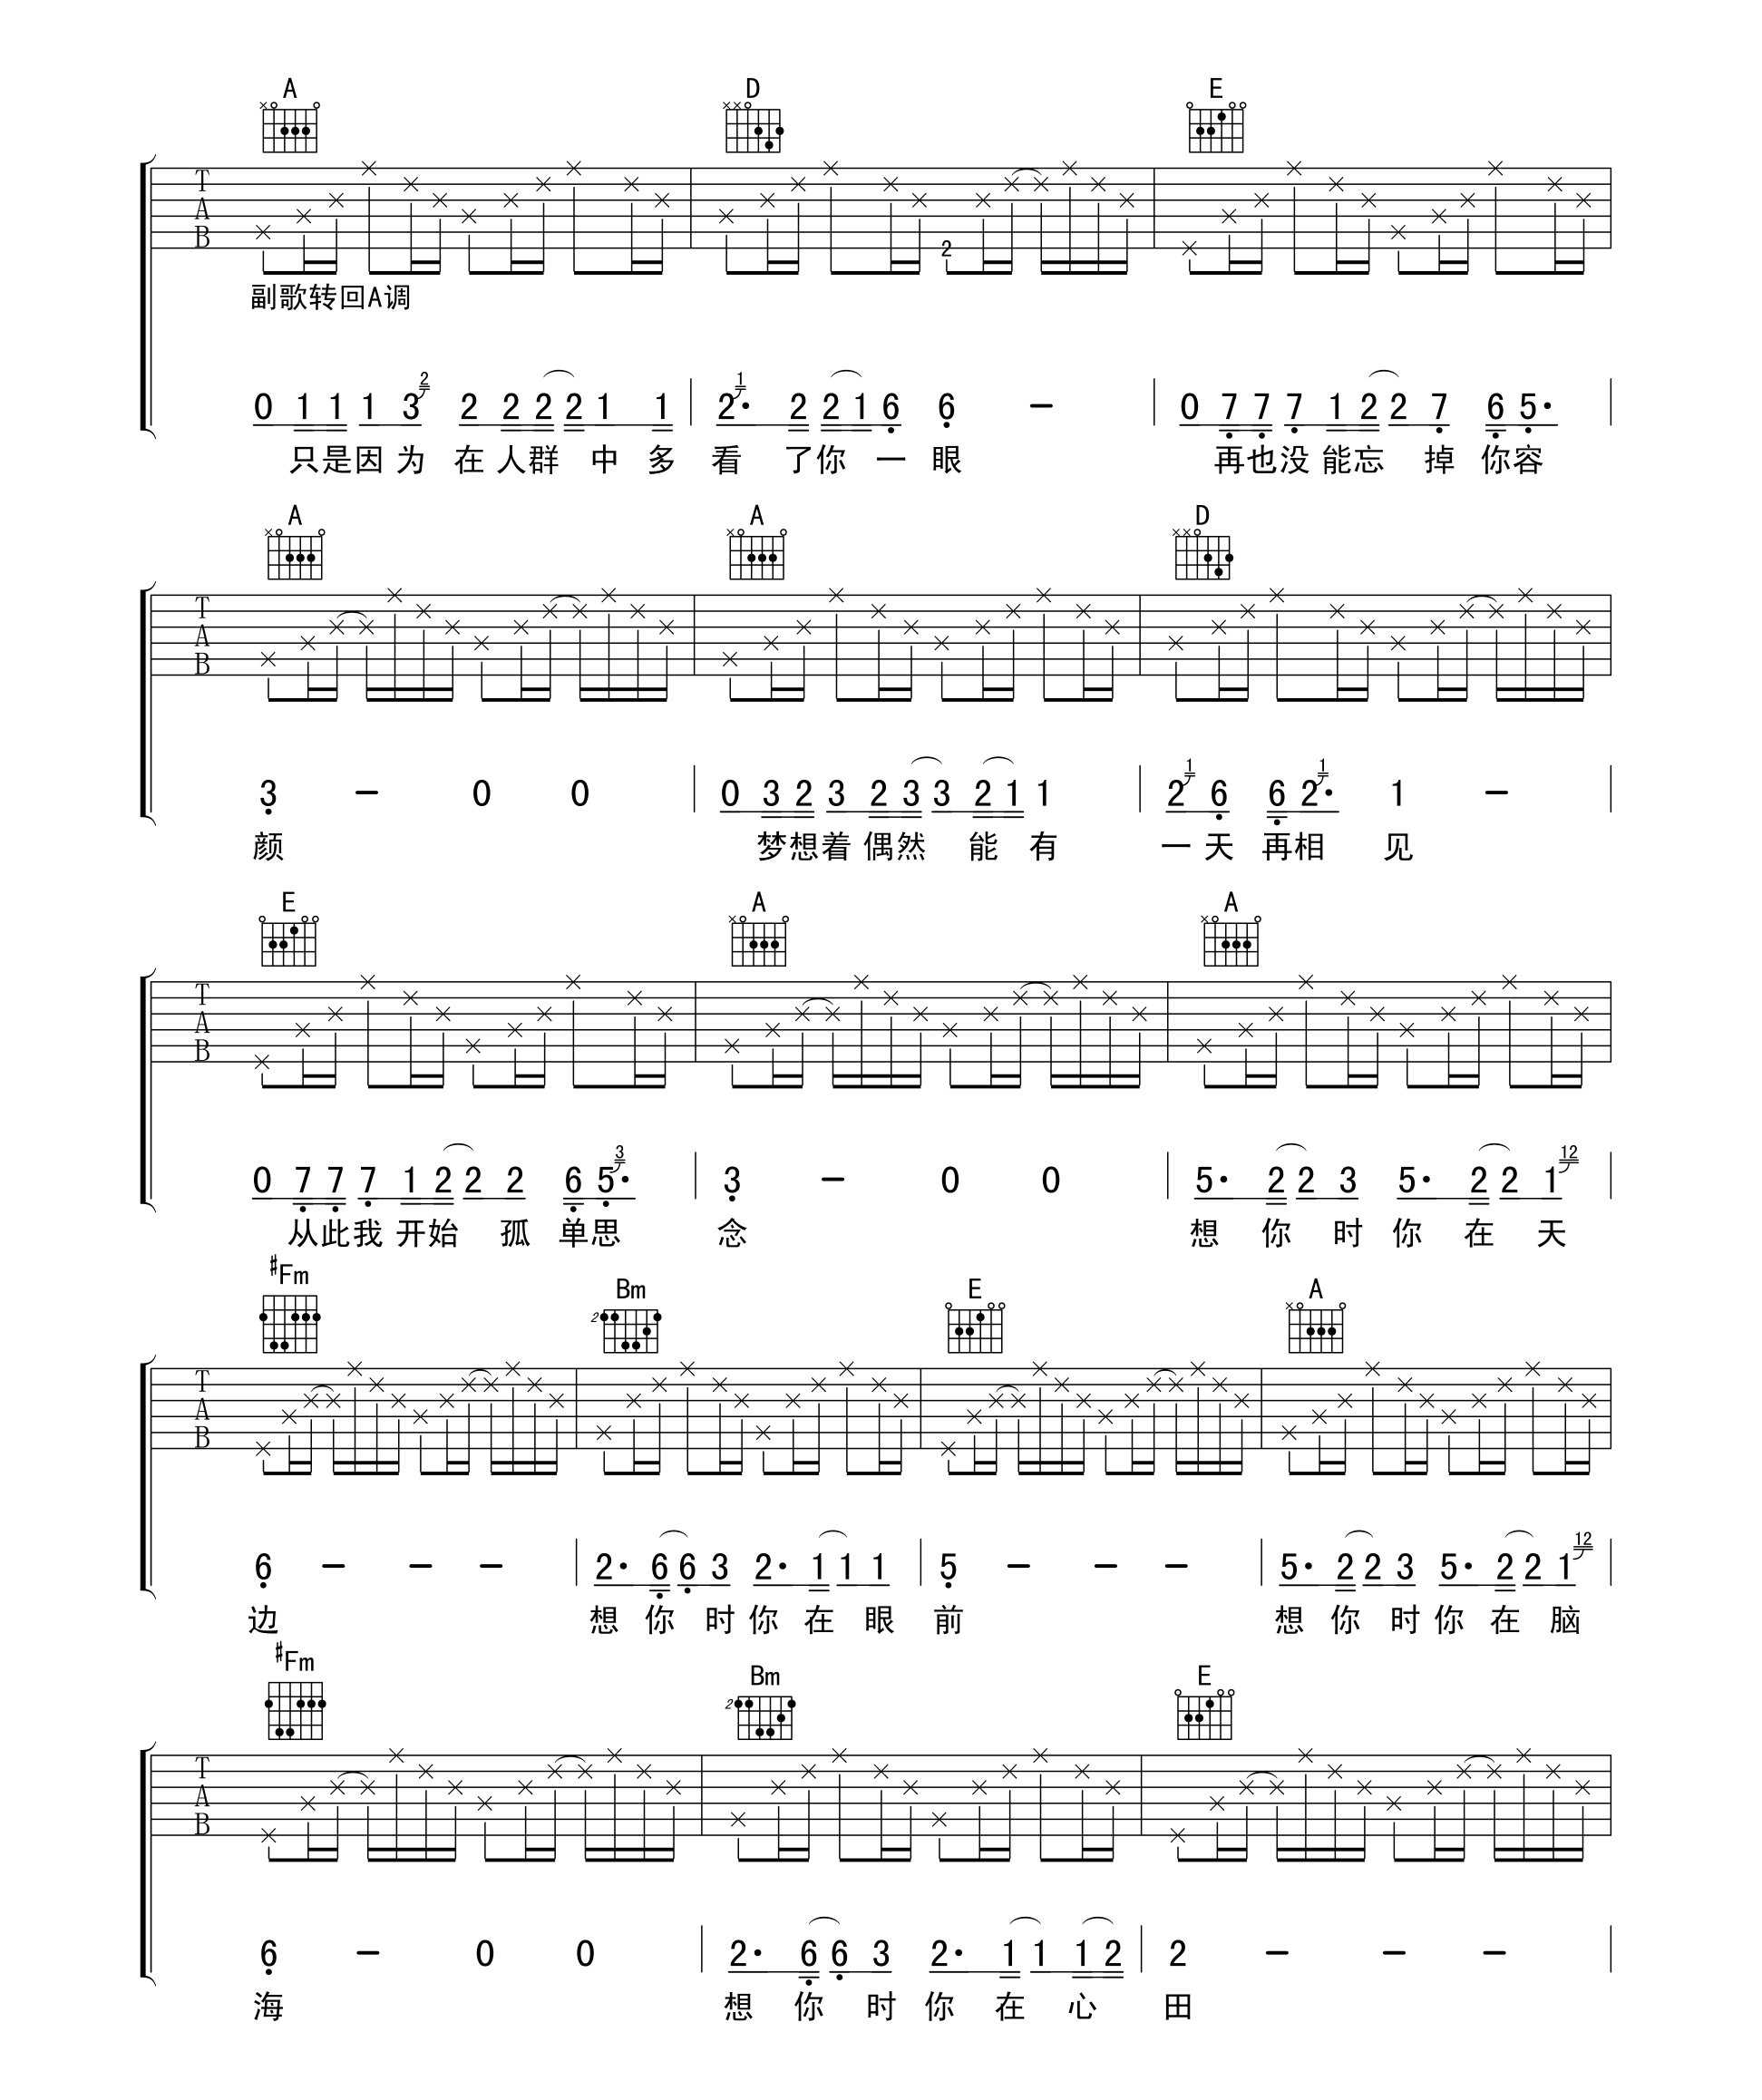 A D E
T A B
2
副歌转回A调
0 1 1 1 3 2 2 2 2 2 1 1 | 2 1· 2 2 1 6 6 – | 0 7 7 7 1 2 2 7 6 5·
只是因为在人群中多看了你一眼 再也没能忘掉你容
A A D
T A B
3 – 0 0 | 0 3 2 3 2 3 3 2 1 1 | 2 1 6 6 2 1· 1 –
颜 梦想着偶然能有一天再相见
E A A
T A B
0 7 7 7 1 2 2 2 6 5 3· | 3 – 0 0 | 5· 2 2 3 5· 2 2 1 12
从此我开始孤单思念 想你时你在天
#Fm Bm E A
2
T A B
6 – – – | 2· 6 6 3 2· 1 1 1 | 5 – – – | 5· 2 2 3 5· 2 2 1 12
边 想你时你在眼前 想你时你在脑
#Fm Bm E
2
T A B
6 – 0 0 | 2· 6 6 3 2· 1 1 1 2 | 2 – – –
海 想你时你在心田